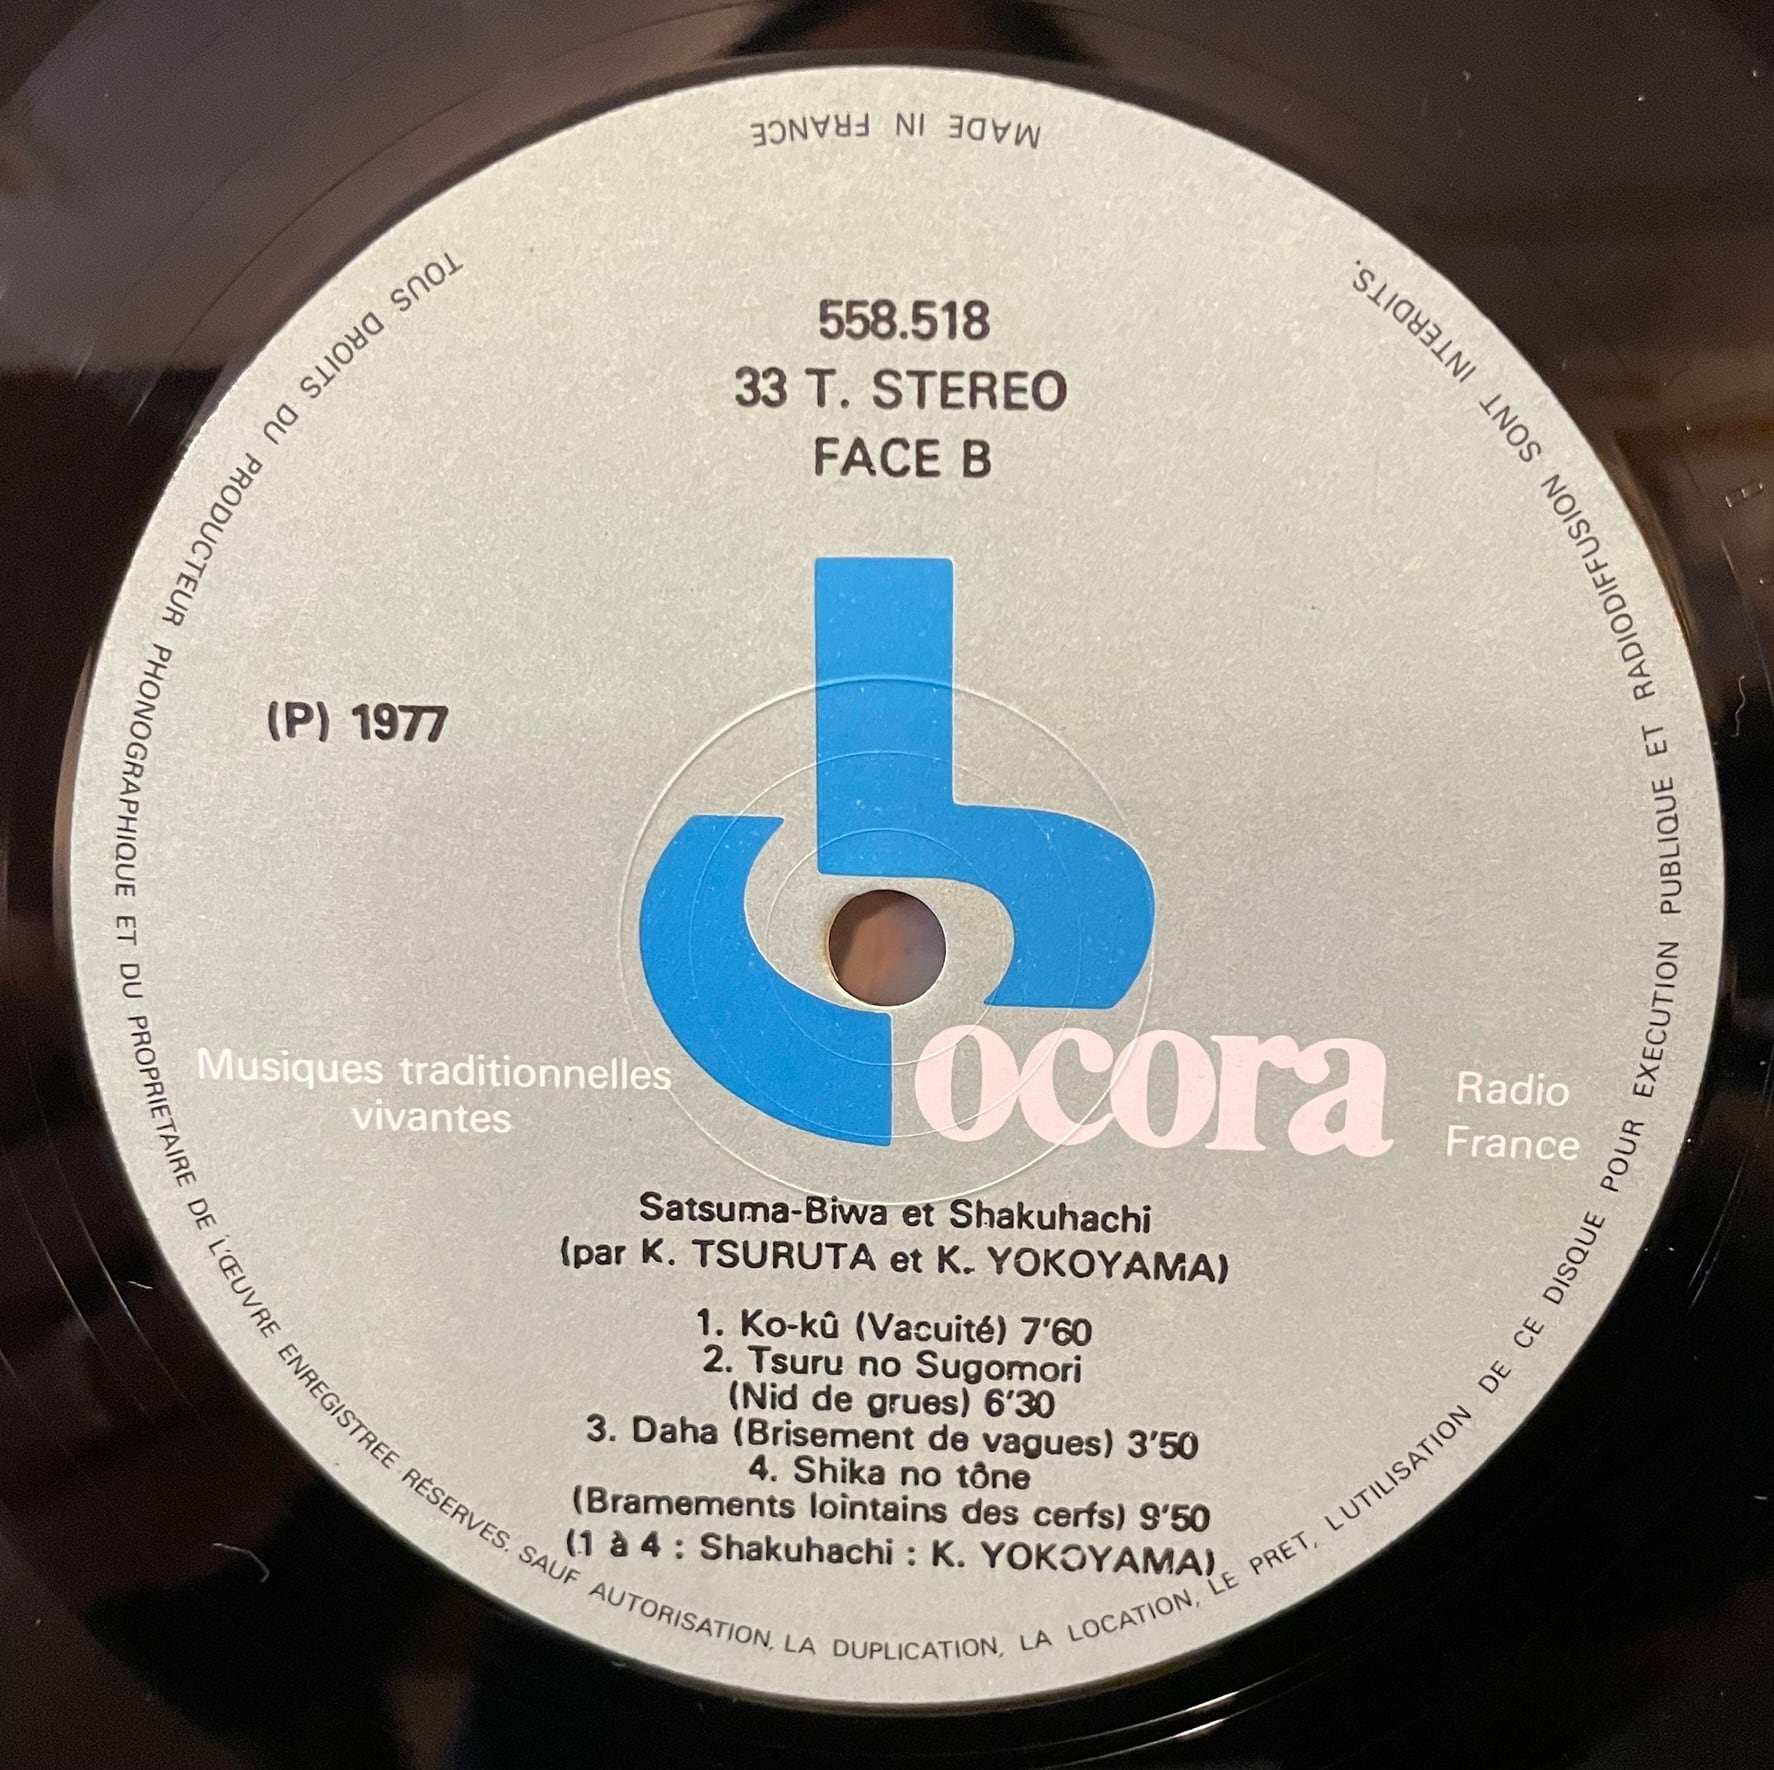 MADE IN FRANCE
558.518
33 T. STEREO
FACE B
(P) 1977
Musiques traditionnelles
vivantes
ocora
Radio
France
Satsuma-Biwa et Shakuhachi
(par K. TSURUTA et K. YOKOYAMA)
1. Ko-kû (Vacuité) 7'60
2. Tsuru no Sugomori
(Nid de grues) 6'30
3. Daha (Brisement de vagues) 3'50
4. Shika no tône
(Bramements lointains des cerfs) 9'50
(1 à 4 : Shakuhachi : K. YOKOYAMA)
TOUS DROITS DU PRODUCTEUR PHONOGRAPHIQUE ET DU PROPRIETAIRE DE L'ŒUVRE ENREGISTREE RÉSERVES. SAUF AUTORISATION, LA DUPLICATION, LA LOCATION, LE PRET, L'UTILISATION DE CE DISQUE POUR EXECUTION PUBLIQUE ET RADIODIFFUSION SONT INTERDITS.